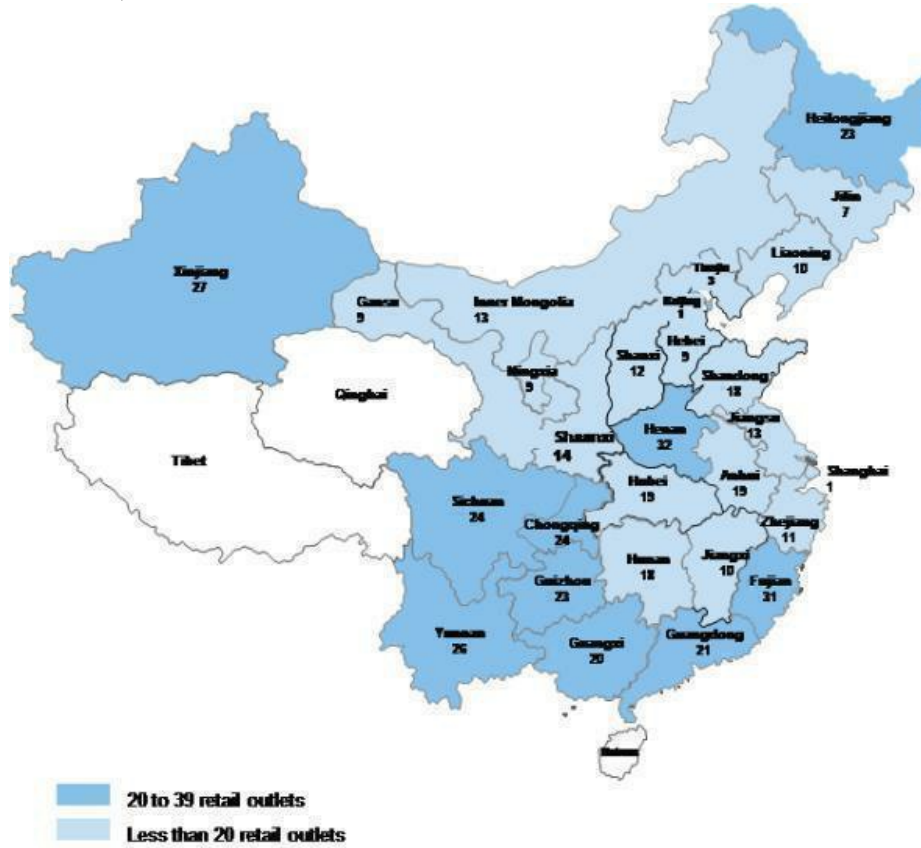 Heilongjiang
23
Jilin
7
Liaoning
10
Tianjin
3
Beijing
1
Xinjiang
27
Gansu
9
Inner Mongolia
13
Hebei
9
Shanxi
12
Ningxia
9
Shandong
18
Qinghai
Jiangsu
13
Henan
32
Shaanxi
14
Tibet
Anhui
19
Shanghai
1
Hubei
19
Sichuan
24
Chongqing
24
Zhejiang
11
Hunan
18
Jiangxi
10
Guizhou
23
Fujian
31
Yunnan
26
Guangxi
20
Guangdong
21
20 to 39 retail outlets
Less than 20 retail outlets